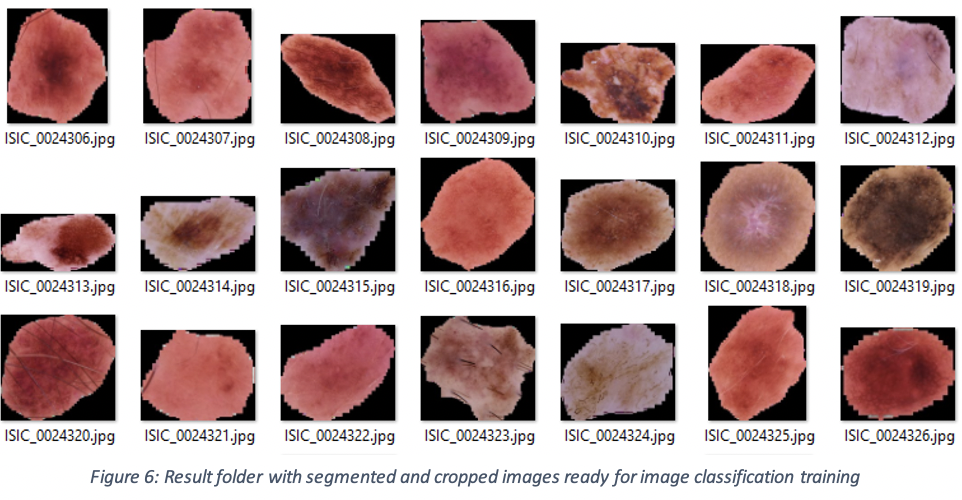 ISIC_0024306.jpg ISIC_0024307.jpg ISIC_0024308.jpg ISIC_0024309.jpg ISIC_0024310.jpg ISIC_0024311.jpg ISIC_0024312.jpg
ISIC_0024313.jpg ISIC_0024314.jpg ISIC_0024315.jpg ISIC_0024316.jpg ISIC_0024317.jpg ISIC_0024318.jpg ISIC_0024319.jpg
ISIC_0024320.jpg ISIC_0024321.jpg ISIC_0024322.jpg ISIC_0024323.jpg ISIC_0024324.jpg ISIC_0024325.jpg ISIC_0024326.jpg
Figure 6: Result folder with segmented and cropped images ready for image classification training